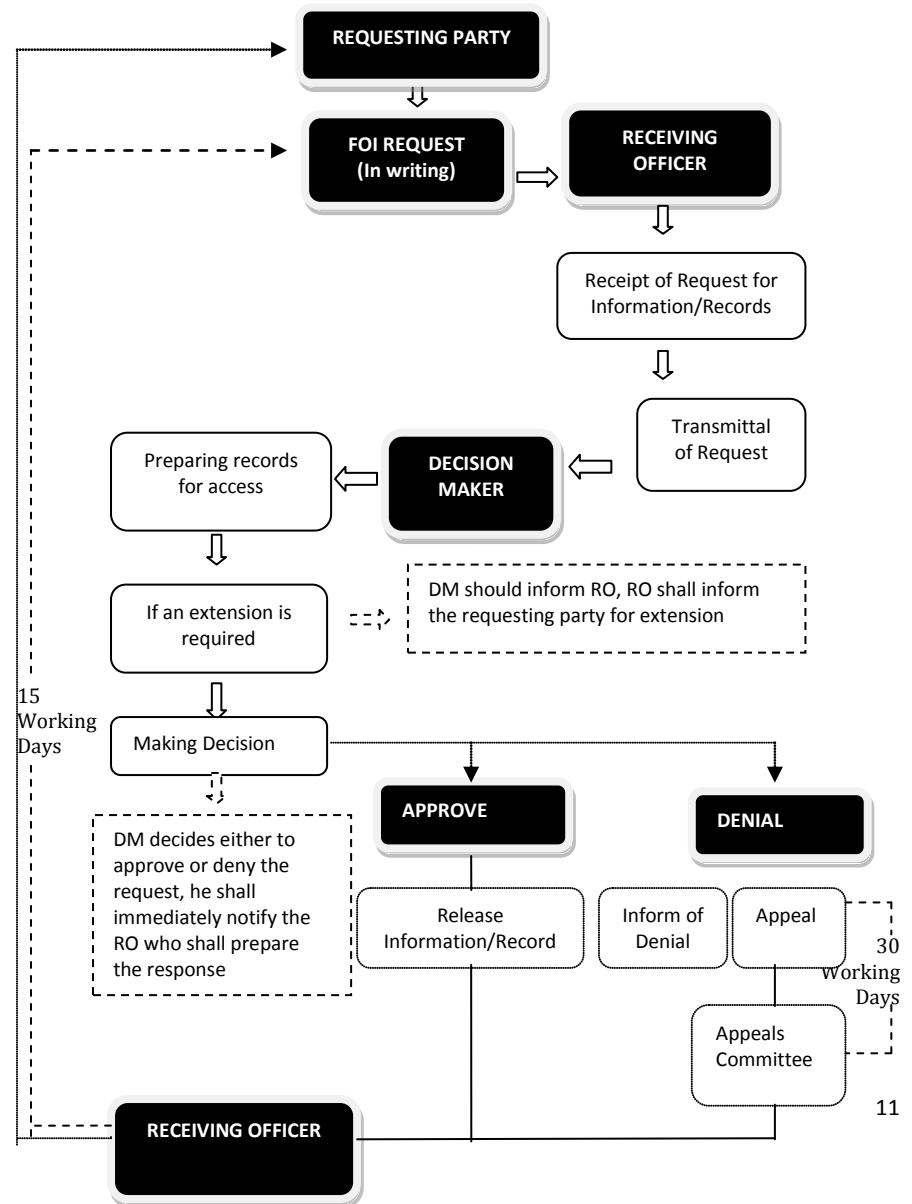 REQUESTING PARTY
FOI REQUEST
(In writing)
RECEIVING
OFFICER
Receipt of Request for
Information/Records
Transmittal
of Request
DECISION
MAKER
Preparing records
for access
If an extension is
required
DM should inform RO, RO shall inform
the requesting party for extension
15
Working
Days
Making Decision
DM decides either to
approve or deny the
request, he shall
immediately notify the
RO who shall prepare
the response
APPROVE
DENIAL
Release
Information/Record
Inform of
Denial
Appeal
30
Working
Days
Appeals
Committee
11
RECEIVING OFFICER